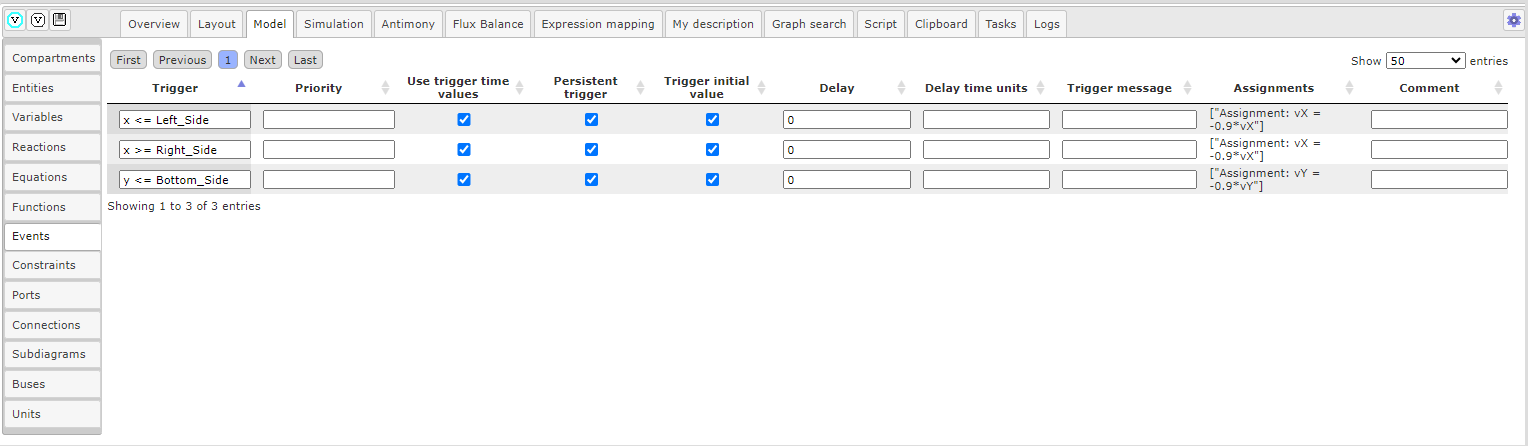 Overview Layout Model Simulation Antimony Flux Balance Expression mapping My description Graph search Script Clipboard Tasks Logs
Compartments
Entities
Variables
Reactions
Equations
Functions
Events
Constraints
Ports
Connections
Subdiagrams
Buses
Units
First Previous 1 Next Last
Show 50 entries
Trigger Priority Use trigger time values Persistent trigger Trigger initial value Delay Delay time units Trigger message Assignments Comment
x <= Left_Side 0 ["Assignment: vX =
-0.9*vX"]
x >= Right_Side 0 ["Assignment: vX =
-0.9*vX"]
y <= Bottom_Side 0 ["Assignment: vY =
-0.9*vY"]
Showing 1 to 3 of 3 entries